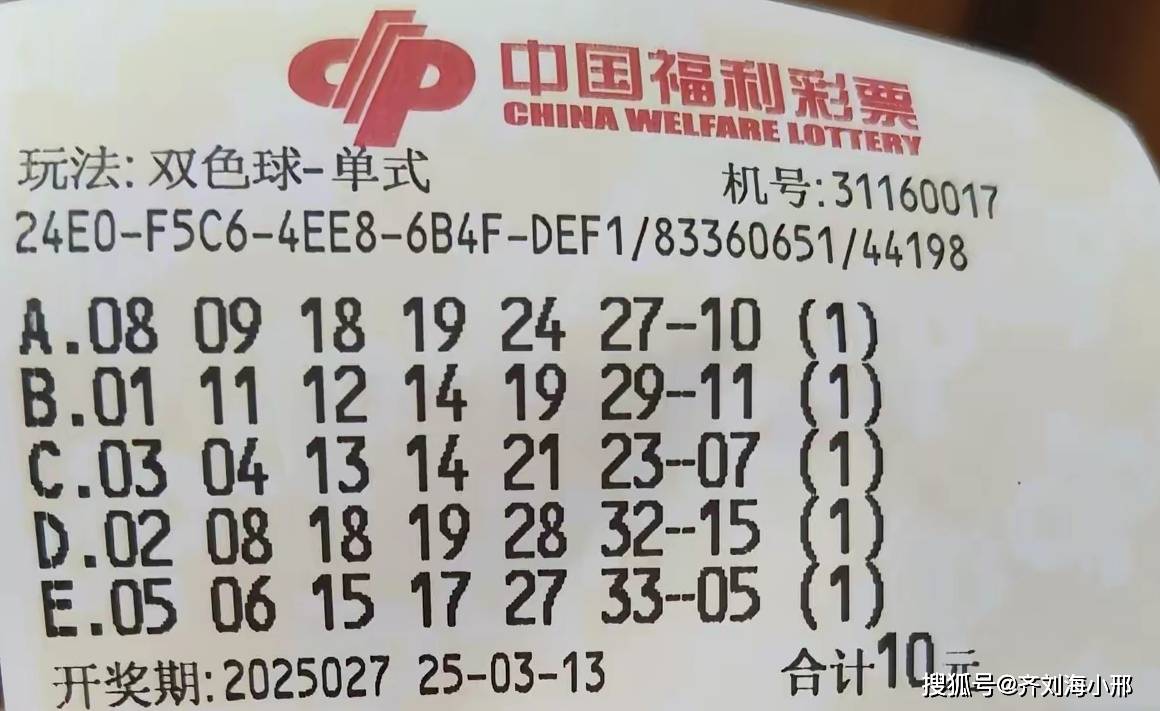 中国福利彩票
CHINA WELFARE LOTTERY
玩法:双色球-单式 机号:31160017
24E0-F5C6-4EE8-6B4F-DEF1/83360651/44198
A.08 09 18 19 24 27-10 (1)
B.01 11 12 14 19 29-11 (1)
C.03 04 13 14 21 23-07 (1)
D.02 08 18 19 28 32-15 (1)
E.05 06 15 17 27 33-05 (1)
开奖期:2025027 25-03-13 合计10元
搜狐号@齐刘海小邢